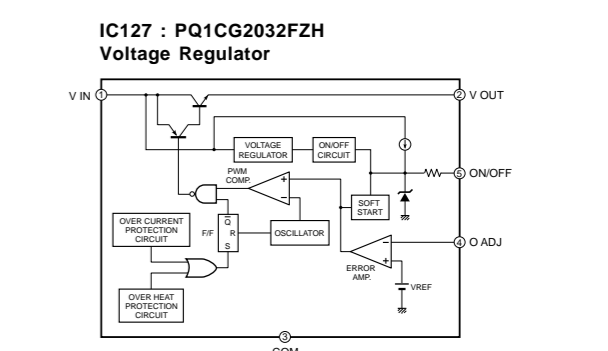 IC127 : PQ1CG2032FZH
Voltage Regulator
V IN
1
2
V OUT
VOLTAGE
REGULATOR
ON/OFF
CIRCUIT
PWM
COMP.
5
ON/OFF
+
−
SOFT
START
OVER CURRENT
PROTECTION
CIRCUIT
F/F
Q
R
S
OSCILLATOR
−
+
4
O ADJ
ERROR
AMP.
VREF
OVER HEAT
PROTECTION
CIRCUIT
3
COM